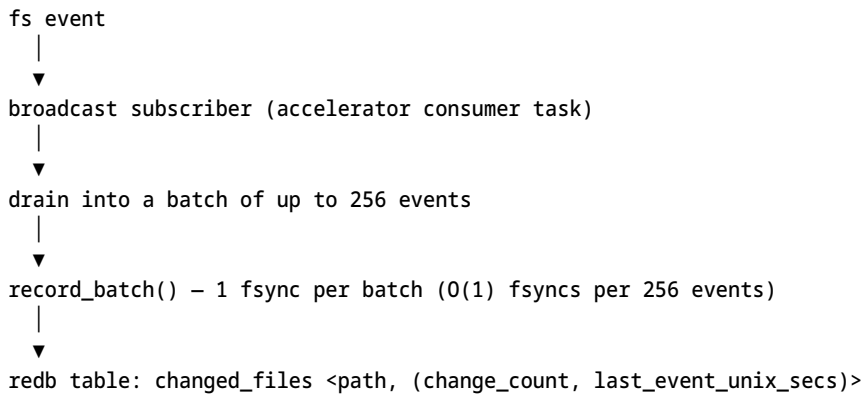 fs event
│
▼
broadcast subscriber (accelerator consumer task)
│
▼
drain into a batch of up to 256 events
│
▼
record_batch() — 1 fsync per batch (O(1) fsyncs per 256 events)
│
▼
redb table: changed_files <path, (change_count, last_event_unix_secs)>